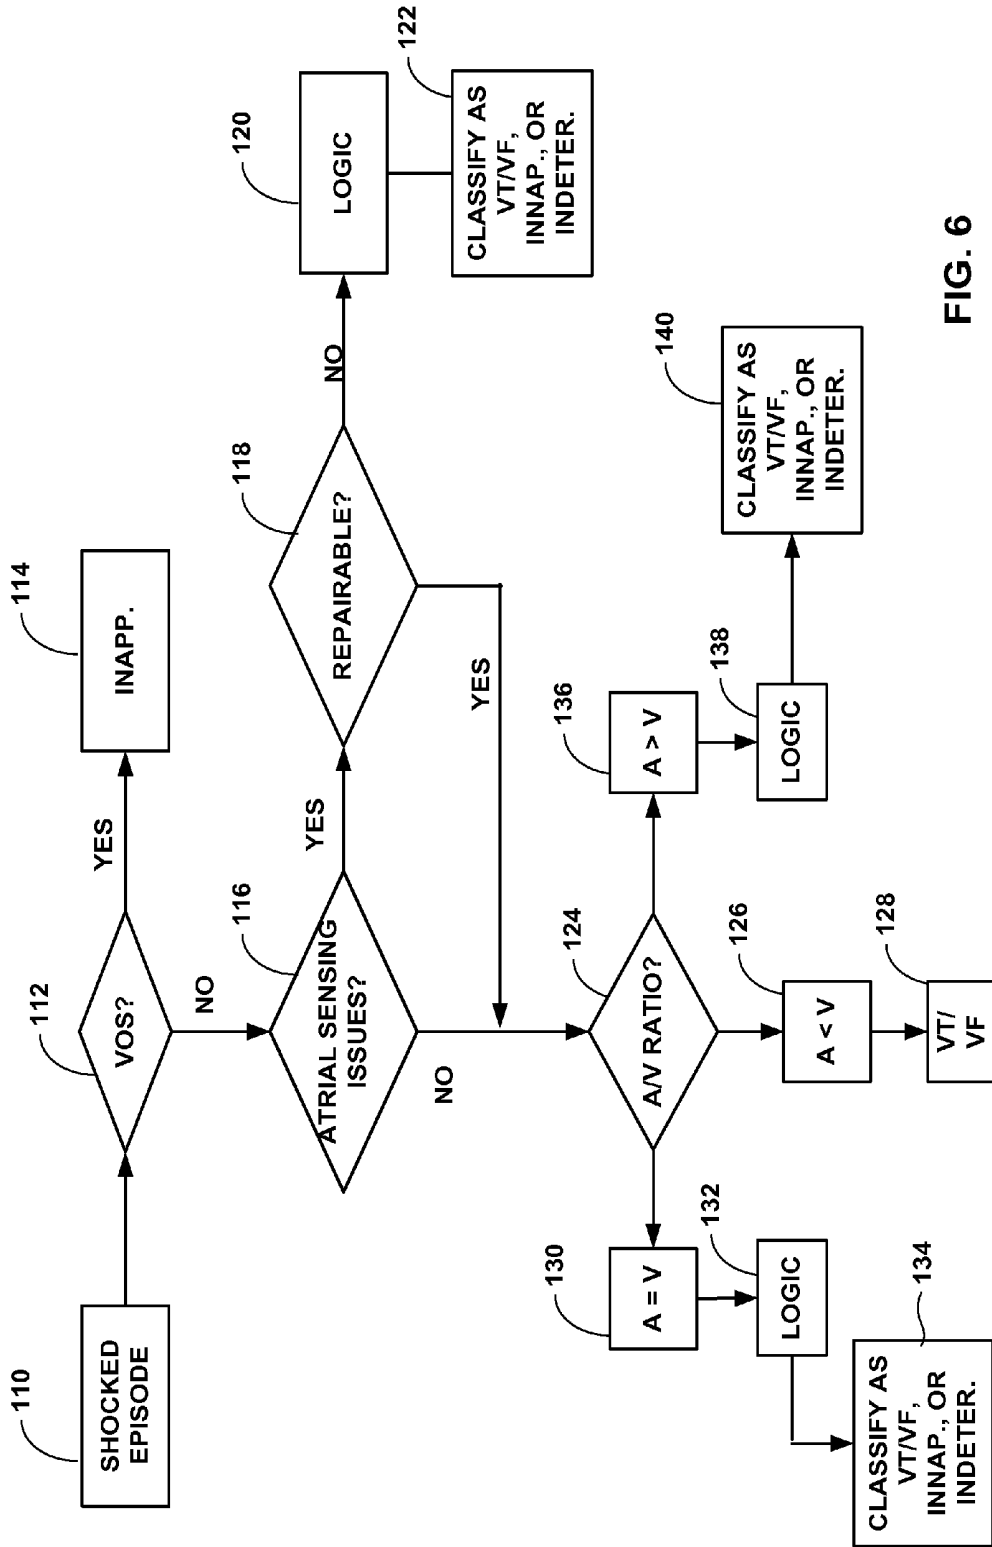 110
SHOCKED
EPISODE
112
VOS?
YES
114
INAPP.
NO
116
ATRIAL SENSING
ISSUES?
YES
118
REPAIRABLE?
NO
120
LOGIC
122
CLASSIFY AS
VT/VF,
INNAP., OR
INDETER.
NO
YES
124
A/V RATIO?
130
A = V
132
LOGIC
134
CLASSIFY AS
VT/VF,
INNAP., OR
INDETER.
126
A < V
128
VT/
VF
136
A > V
138
LOGIC
140
CLASSIFY AS
VT/VF,
INNAP., OR
INDETER.
FIG. 6